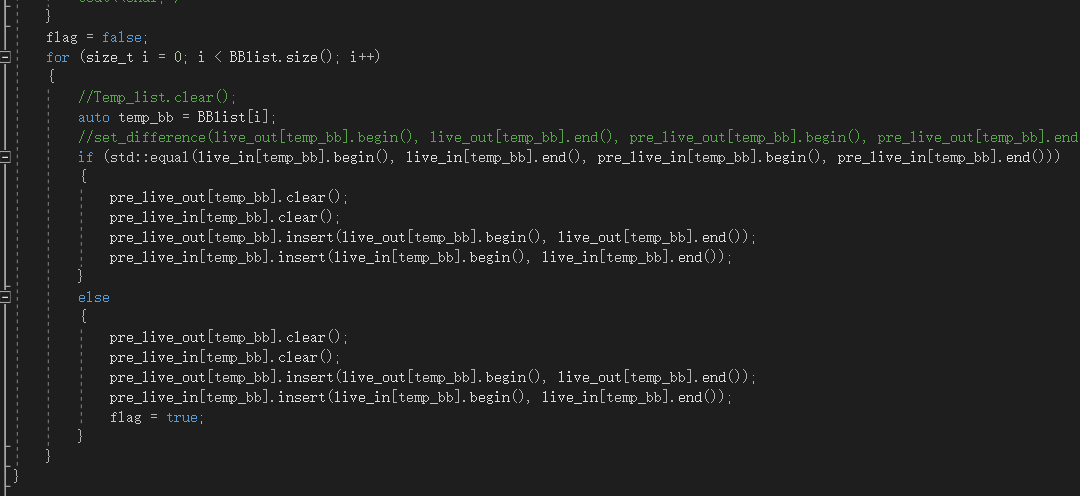 }
flag = false;
for (size_t i = 0; i < BBlist.size(); i++)
{
//Temp_list.clear();
auto temp_bb = BBlist[i];
//set_difference(live_out[temp_bb].begin(), live_out[temp_bb].end(), pre_live_out[temp_bb].begin(), pre_live_out[temp_bb].end
if (std::equal(live_in[temp_bb].begin(), live_in[temp_bb].end(), pre_live_in[temp_bb].begin(), pre_live_in[temp_bb].end()))
{
pre_live_out[temp_bb].clear();
pre_live_in[temp_bb].clear();
pre_live_out[temp_bb].insert(live_out[temp_bb].begin(), live_out[temp_bb].end());
pre_live_in[temp_bb].insert(live_in[temp_bb].begin(), live_in[temp_bb].end());
}
else
{
pre_live_out[temp_bb].clear();
pre_live_in[temp_bb].clear();
pre_live_out[temp_bb].insert(live_out[temp_bb].begin(), live_out[temp_bb].end());
pre_live_in[temp_bb].insert(live_in[temp_bb].begin(), live_in[temp_bb].end());
flag = true;
}
}
}